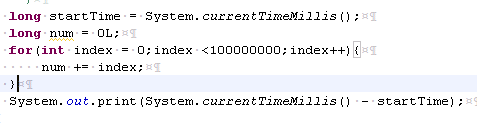 }
long startTime = System.currentTimeMillis();
long num = 0L;
for(int index = 0;index <100000000;index++){
num += index;
}
System.out.print(System.currentTimeMillis() - startTime);